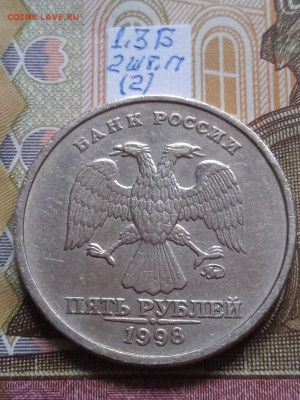 COINS.LAVE.RU
1.3Б
2 шт. п
(2)
БАНК РОССИИ
ПЯТЬ РУБЛЕЙ
1998